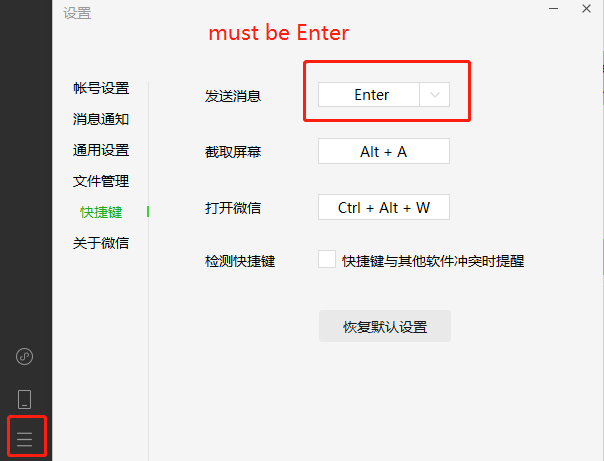 设置
must be Enter
帐号设置
消息通知
通用设置
文件管理
快捷键
关于微信
发送消息
Enter
截取屏幕
Alt + A
打开微信
Ctrl + Alt + W
检测快捷键
快捷键与其他软件冲突时提醒
恢复默认设置